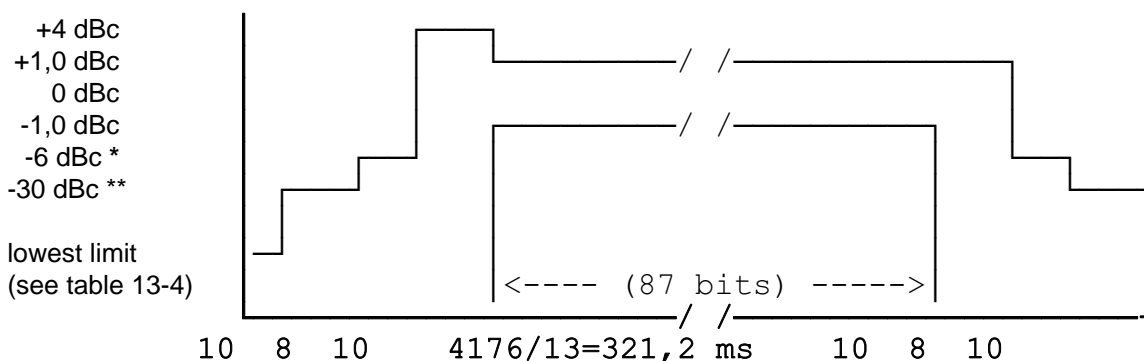 +4 dBc
+1,0 dBc
0 dBc
-1,0 dBc
-6 dBc *
-30 dBc **
lowest limit
(see table 13-4)
/ /
/ /
<---- (87 bits) ----->
/ /
10 8 10 4176/13=321,2 ms 10 8 10